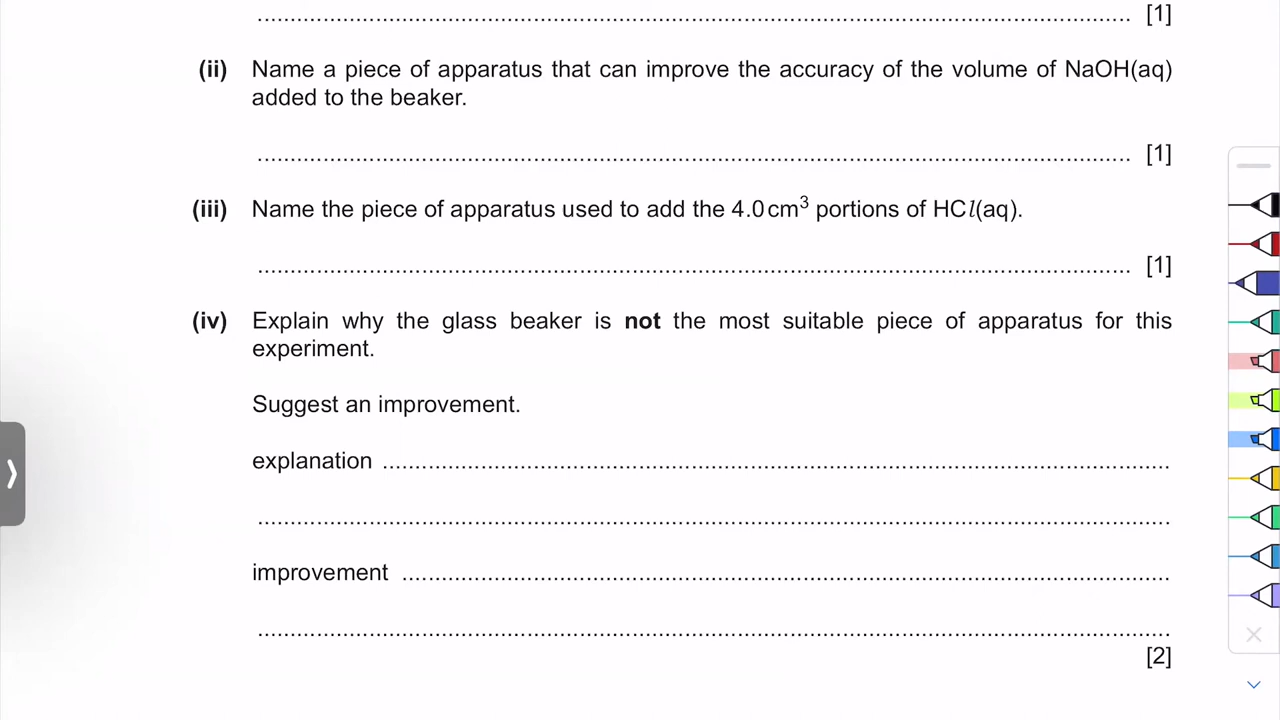 .................................................................................................................................... [1]
(ii) Name a piece of apparatus that can improve the accuracy of the volume of NaOH(aq)
added to the beaker.
.................................................................................................................................... [1]
(iii) Name the piece of apparatus used to add the 4.0 cm³ portions of HCl(aq).
.................................................................................................................................... [1]
(iv) Explain why the glass beaker is not the most suitable piece of apparatus for this
experiment.
Suggest an improvement.
explanation .......................................................................................................................
..........................................................................................................................................
improvement ....................................................................................................................
..........................................................................................................................................
[2]